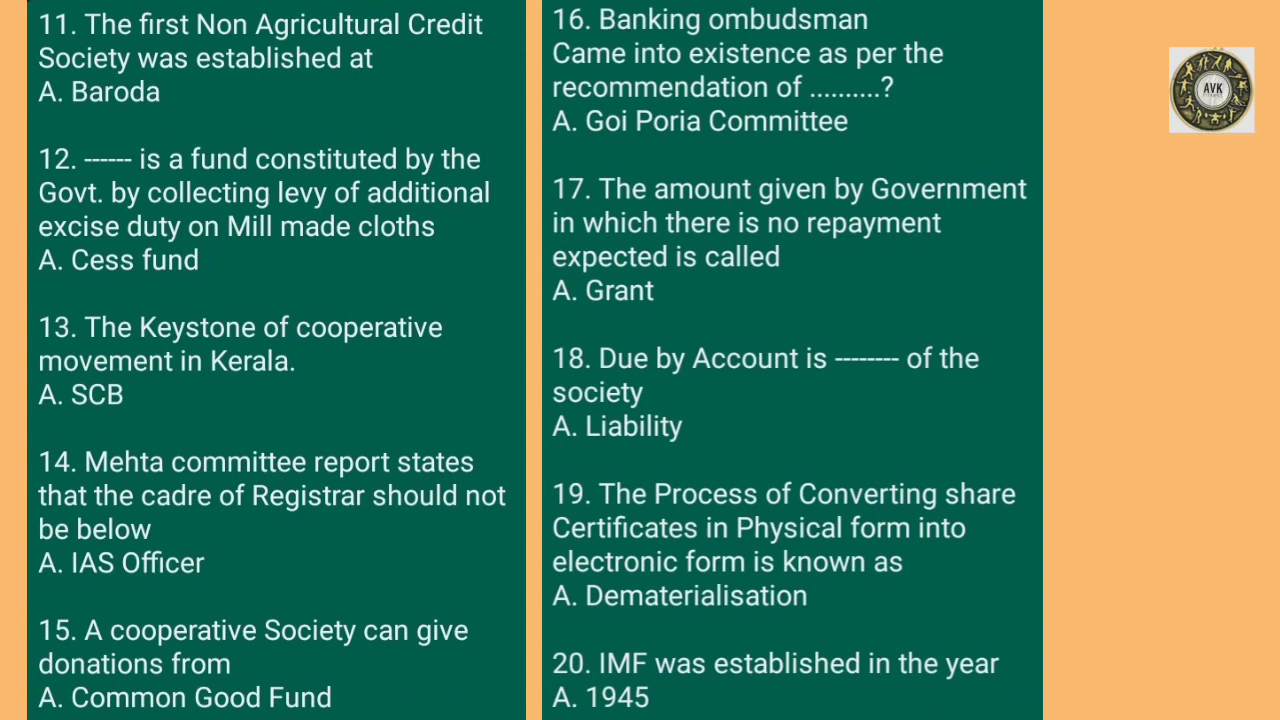 11. The first Non Agricultural Credit
Society was established at
A. Baroda
12. ------ is a fund constituted by the
Govt. by collecting levy of additional
excise duty on Mill made cloths
A. Cess fund
13. The Keystone of cooperative
movement in Kerala.
A. SCB
14. Mehta committee report states
that the cadre of Registrar should not
be below
A. IAS Officer
15. A cooperative Society can give
donations from
A. Common Good Fund
16. Banking ombudsman
Came into existence as per the
recommendation of ..........?
A. Goi Poria Committee
17. The amount given by Government
in which there is no repayment
expected is called
A. Grant
18. Due by Account is -------- of the
society
A. Liability
19. The Process of Converting share
Certificates in Physical form into
electronic form is known as
A. Dematerialisation
20. IMF was established in the year
A. 1945
AVK